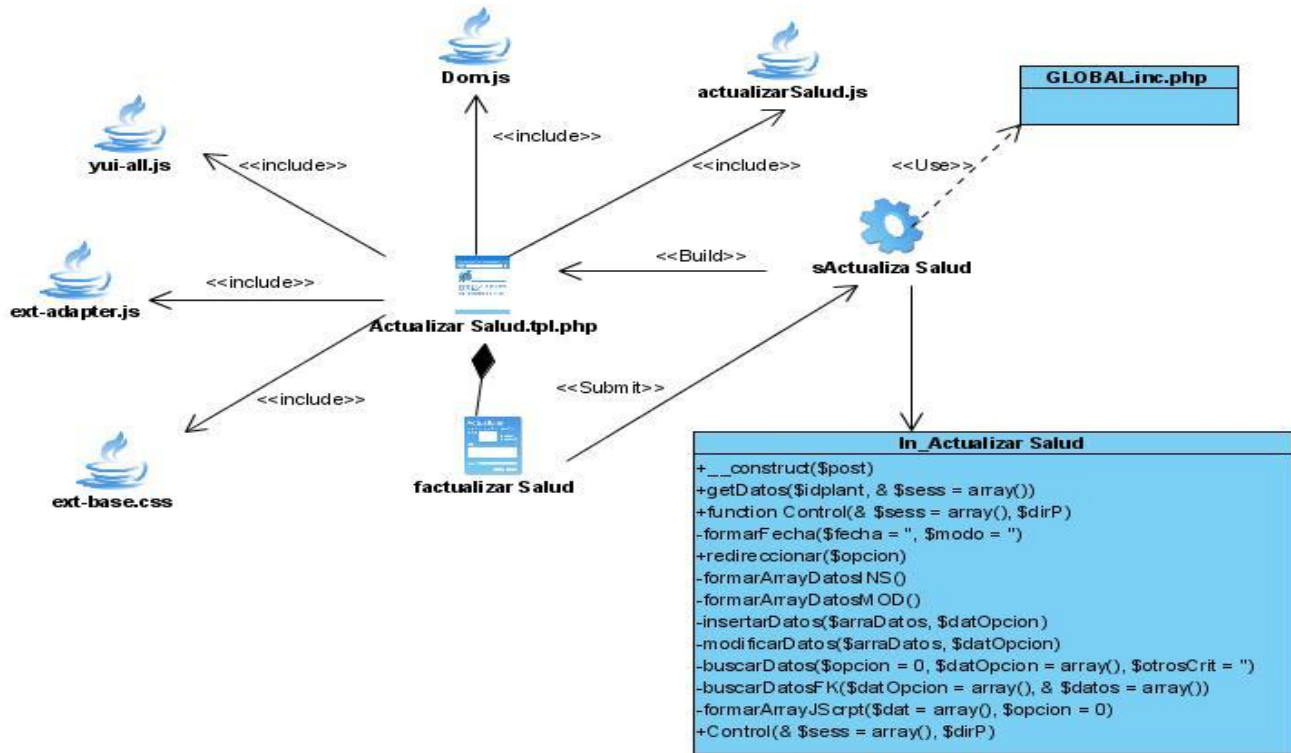 Dom.js
actualizarSalud.js
GLOBAL.inc.php
yui-all.js
<<include>>
<<include>>
<<include>>
<<Use>>
<<Build>>
sActualiza Salud
ext-adapter.js
<<include>>
Actualizar Salud.tpl.php
<<include>>
<<Submit>>
ext-base.css
factualizar Salud
ln_Actualizar Salud
+__construct($post)
+getDatos($idplant, & $sess = array())
+function Control(& $sess = array(), $dirP)
-formarFecha($fecha = '', $modo = '')
+redireccionar($opcion)
-formarArrayDatosINS()
-formarArrayDatosMOD()
-insertarDatos($arraDatos, $datOpcion)
-modificarDatos($arraDatos, $datOpcion)
-buscarDatos($opcion = 0, $datOpcion = array(), $otrosCrit = '')
-buscarDatosFK($datOpcion = array(), & $datos = array())
-formarArrayJScrpt($dat = array(), $opcion = 0)
+Control(& $sess = array(), $dirP)